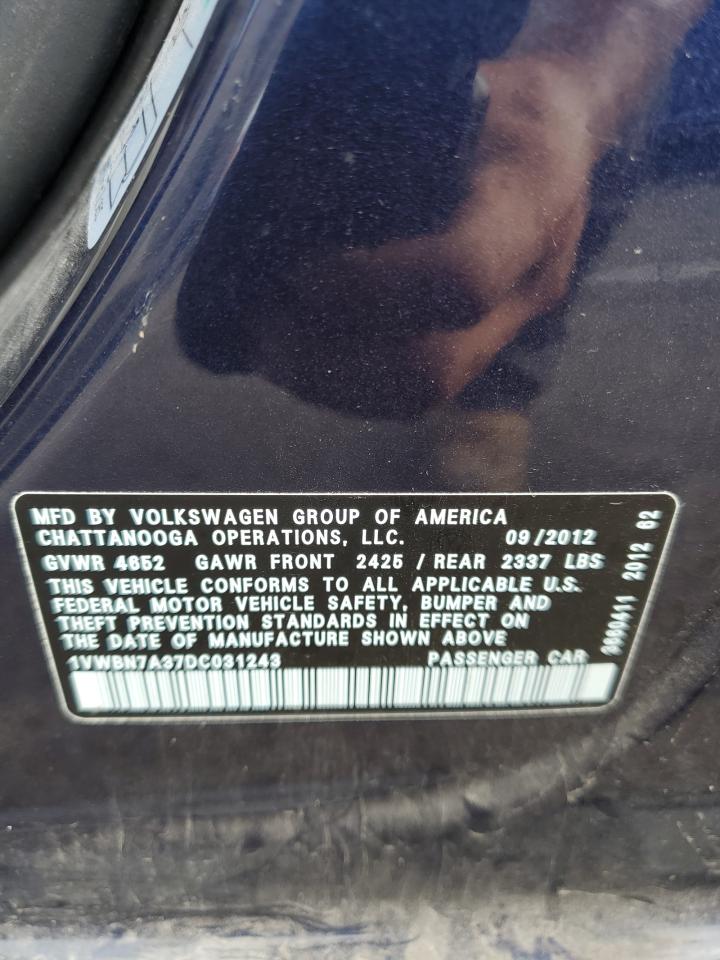 MFD BY VOLKSWAGEN GROUP OF AMERICA
CHATTANOOGA OPERATIONS, LLC. 09/2012
GVWR 4652 GAWR FRONT 2425 / REAR 2337 LBS
THIS VEHICLE CONFORMS TO ALL APPLICABLE U.S.
FEDERAL MOTOR VEHICLE SAFETY, BUMPER AND
THEFT PREVENTION STANDARDS IN EFFECT ON
THE DATE OF MANUFACTURE SHOWN ABOVE
1VWBN7A37DC031243 PASSENGER CAR
2012 02